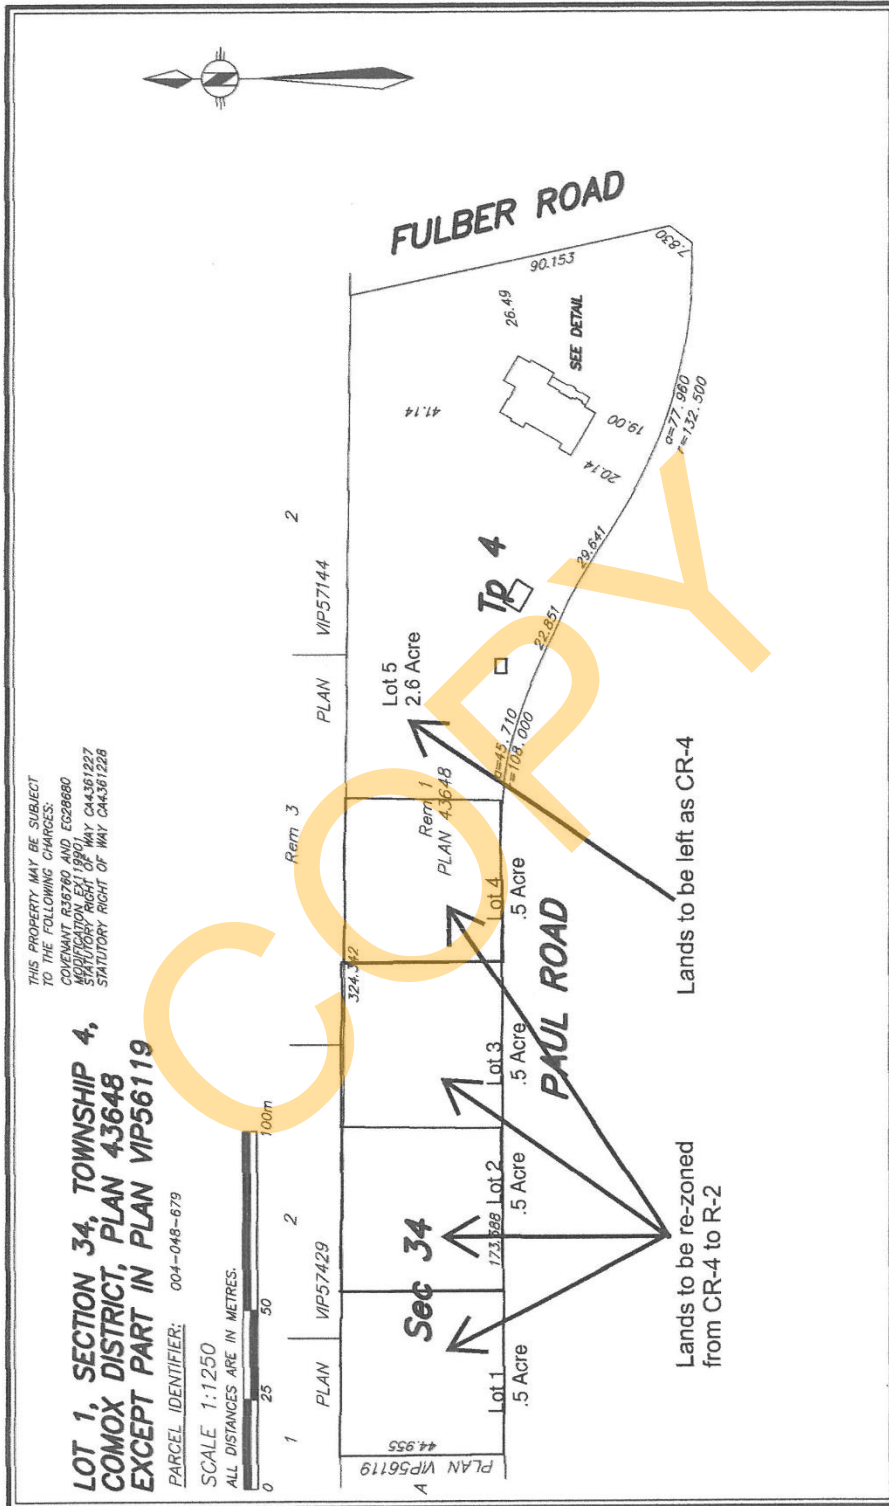 LOT 1, SECTION 34, TOWNSHIP 4,
COMOX DISTRICT, PLAN 43648
EXCEPT PART IN PLAN VIP56119
PARCEL IDENTIFIER: 004-048-679
SCALE 1:1250
ALL DISTANCES ARE IN METRES.
0 25 50 100m
THIS PROPERTY MAY BE SUBJECT
TO THE FOLLOWING CHARGES:
COVENANT R36760 AND EG28680
MODIFICATION EX119901
STATUTORY RIGHT OF WAY CA4361227
STATUTORY RIGHT OF WAY CA4361228
1
2
PLAN VIP57429
Rem 3
2
PLAN VIP57144
A
PLAN VIP56119
44.955
324.342
Sec 34
173.588
Lot 1
.5 Acre
Lot 2
.5 Acre
Lot 3
.5 Acre
Lot 4
.5 Acre
Rem 1
PLAN 43648
Lot 5
2.6 Acre
Tp 4
41.14
26.49
SEE DETAIL
19.00
20.14
FULBER ROAD
90.153
7.830
a=77.960
r=132.500
29.641
22.851
a=45.710
r=108.000
PAUL ROAD
Lands to be re-zoned
from CR-4 to R-2
Lands to be left as CR-4
COPY